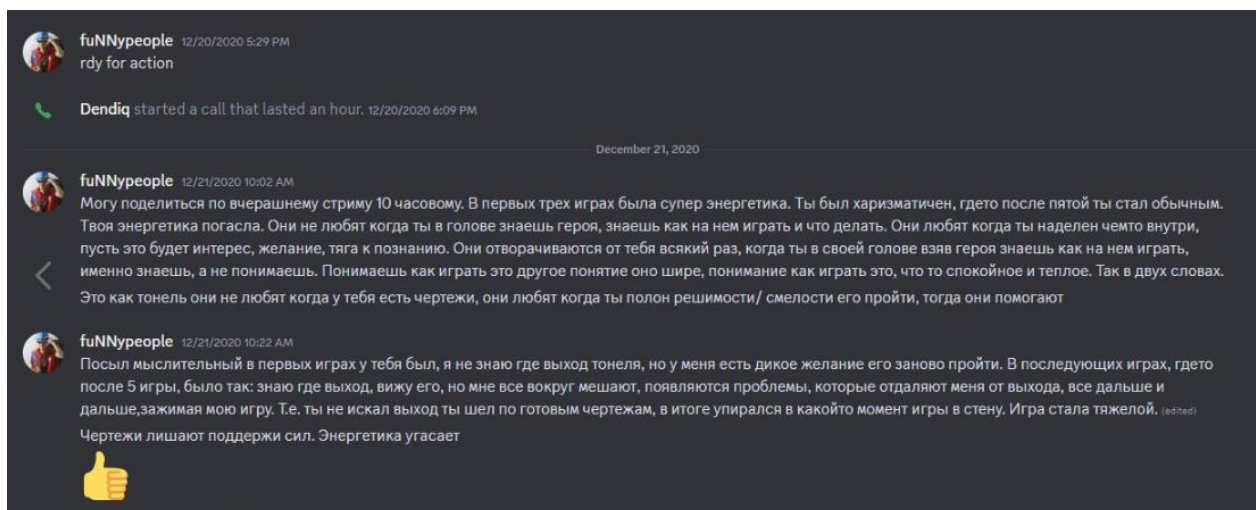 fuNNypeople 12/20/2020 5:29 PM
rdy for action
Dendiq started a call that lasted an hour. 12/20/2020 6:09 PM
December 21, 2020
fuNNypeople 12/21/2020 10:02 AM
Могу поделиться по вчерашнему стриму 10 часовому. В первых трех играх была супер энергетика. Ты был харизматичен, гдето после пятой ты стал обычным.
Твоя энергетика погасла. Они не любят когда ты в голове знаешь героя, знаешь как на нем играть и что делать. Они любят когда ты наделен чемто внутри,
пусть это будет интерес, желание, тяга к познанию. Они отворачиваются от тебя всякий раз, когда ты в своей голове взяв героя знаешь как на нем играть,
именно знаешь, а не понимаешь. Понимаешь как играть это другое понятие оно шире, понимание как играть это, что то спокойное и теплое. Так в двух словах.
Это как тонель они не любят когда у тебя есть чертежи, они любят когда ты полон решимости/ смелости его пройти, тогда они помогают
fuNNypeople 12/21/2020 10:22 AM
Посыл мыслительный в первых играх у тебя был, я не знаю где выход тонеля, но у меня есть дикое желание его заново пройти. В последующих играх, гдето
после 5 игры, было так: знаю где выход, вижу его, но мне все вокруг мешают, появляются проблемы, которые отдаляют меня от выхода, все дальше и
дальше,зажимая мою игру. Т.е. ты не искал выход ты шел по готовым чертежам, в итоге упирался в какойто момент игры в стену. Игра стала тяжелой. (edited)
Чертежи лишают поддержи сил. Энергетика угасает